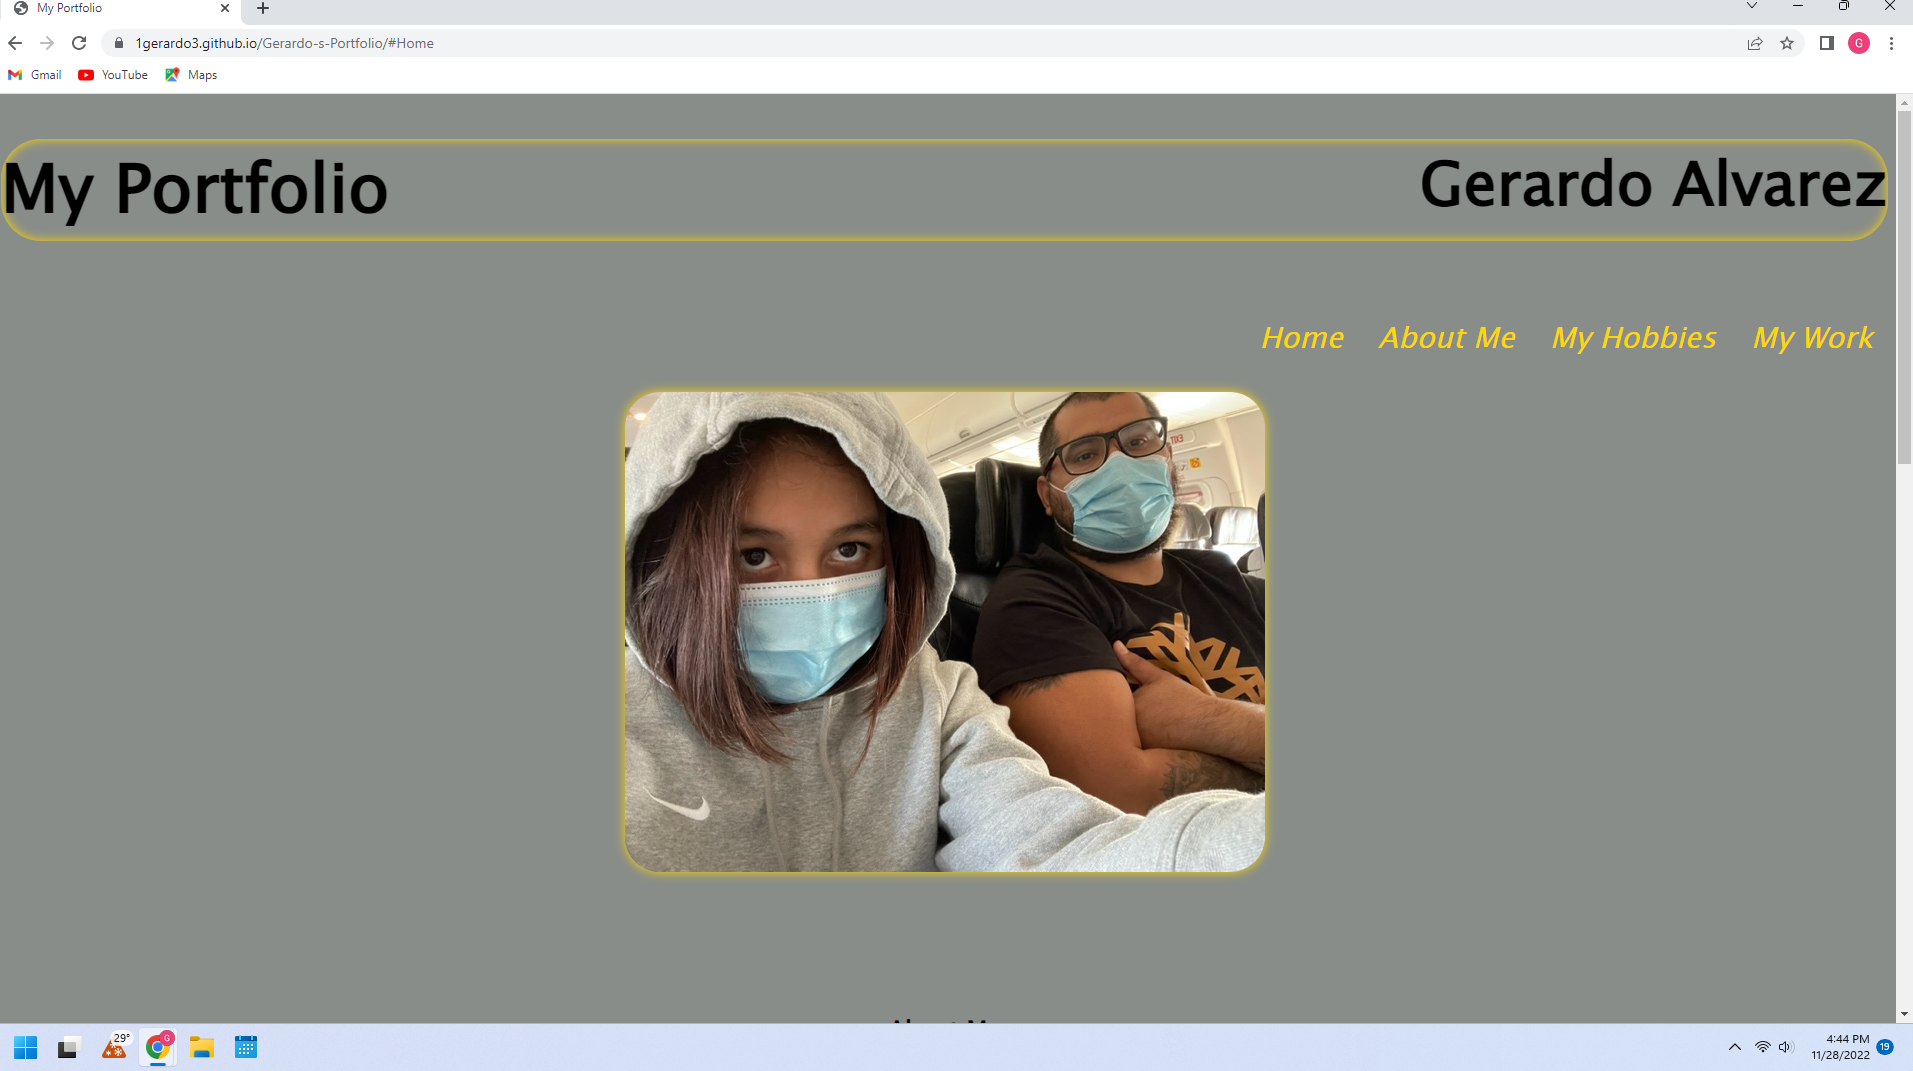 My Portfolio
1gerardo3.github.io/Gerardo-s-Portfolio/#Home
G
Gmail YouTube Maps
My Portfolio
Gerardo Alvarez
Home About Me My Hobbies My Work
EXIT
29°
G
4:44 PM
11/28/2022
19